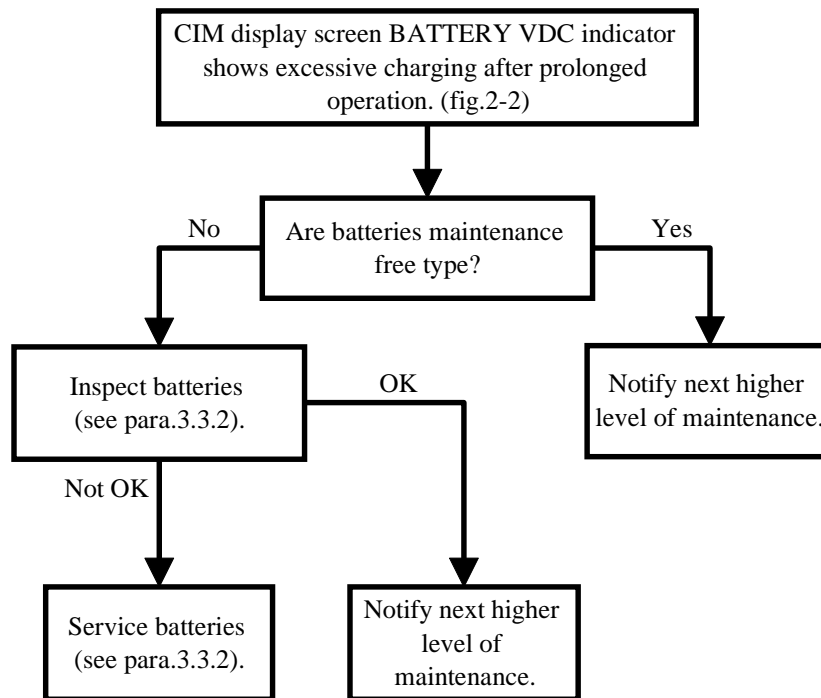 CIM display screen BATTERY VDC indicator
shows excessive charging after prolonged
operation. (fig.2-2)
No
Are batteries maintenance
free type?
Yes
Inspect batteries
(see para.3.3.2).
OK
Notify next higher
level of maintenance.
Not OK
Service batteries
(see para.3.3.2).
Notify next higher
level of
maintenance.